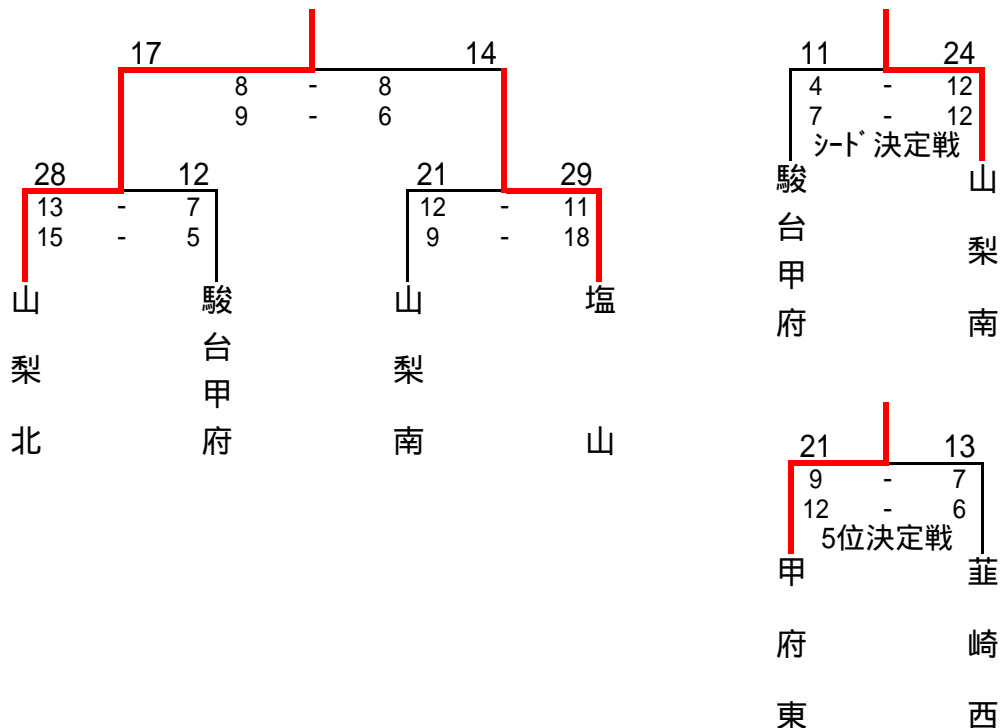 17 14
8 - 8
9 - 6
28 12
13 - 7
15 - 5
21 29
12 - 11
9 - 18
山梨北
駿台甲府
山梨南
塩山
11 24
4 - 12
7 - 12
ｼｰﾄﾞ決定戦
駿台甲府
山梨南
21 13
9 - 7
12 - 6
5位決定戦
甲府東
韮崎西